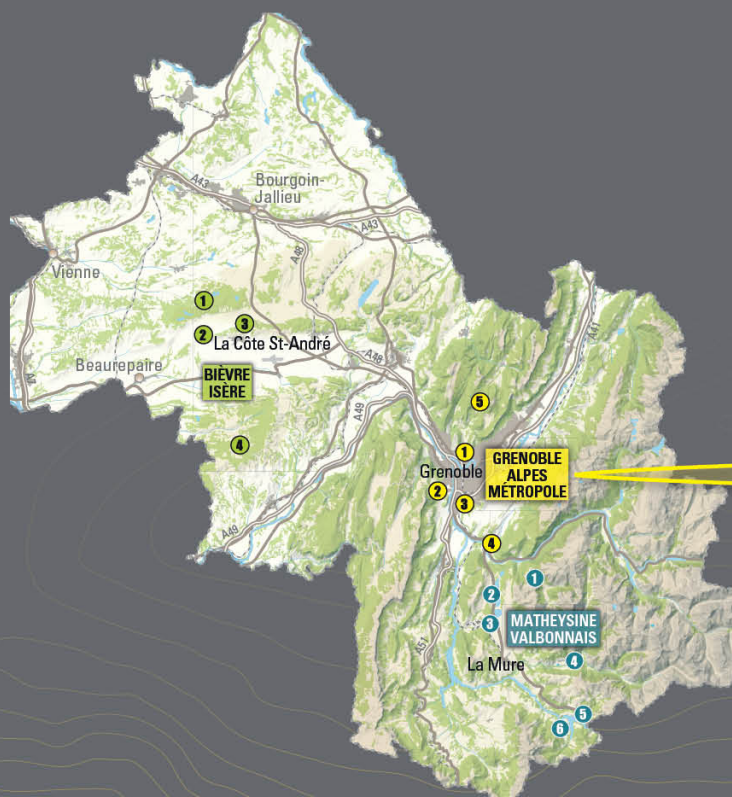 A43
Bourgoin-
Jallieu
A43
A48
Vienne
1
3
2
La Côte St-André
A48
A41
Beaurepaire
BIÈVRE
ISÈRE
A7
A49
5
4
1
Grenoble
GRENOBLE
ALPES
MÉTROPOLE
2
3
A49
4
1
2
3
MATHEYSINE
VALBONNAIS
A51
La Mure
4
5
6